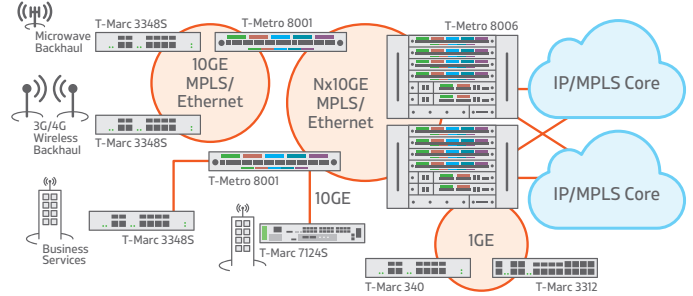 T-Marc 3348S
T-Metro 8001
T-Metro 8006
Microwave
Backhaul
10GE
MPLS/
Ethernet
Nx10GE
MPLS/
Ethernet
IP/MPLS Core
3G/4G
Wireless
Backhaul
T-Marc 3348S
T-Metro 8001
10GE
IP/MPLS Core
Business
Services
T-Marc 3348S
T-Marc 7124S
1GE
T-Marc 340
T-Marc 3312